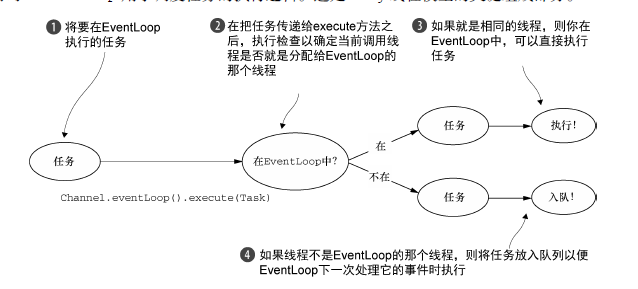 ❶ 将要在EventLoop
执行的任务
❷ 在把任务传递给execute方法之
后，执行检查以确定当前调用线
程是否就是分配给EventLoop的
那个线程
❸ 如果就是相同的线程，则你在
EventLoop中，可以直接执行
任务
任务
Channel.eventLoop().execute(Task)
在EventLoop中?
在
任务
执行！
不在
任务
入队！
❹ 如果线程不是EventLoop的那个线程，则将任务放入队列以便
EventLoop下一次处理它的事件时执行